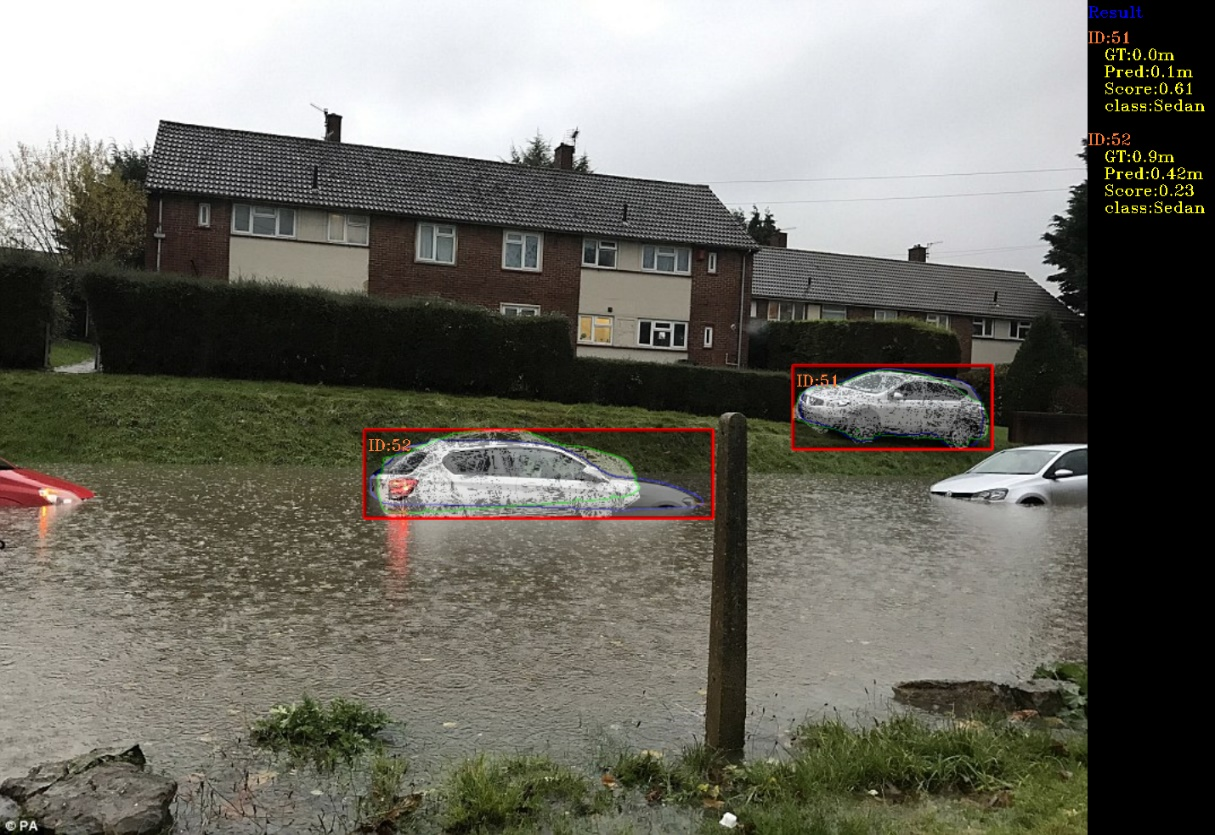 Result
ID:51
GT:0.0m
Pred:0.1m
Score:0.61
class:Sedan
ID:52
GT:0.9m
Pred:0.42m
Score:0.23
class:Sedan
ID:51
ID:52
© PA